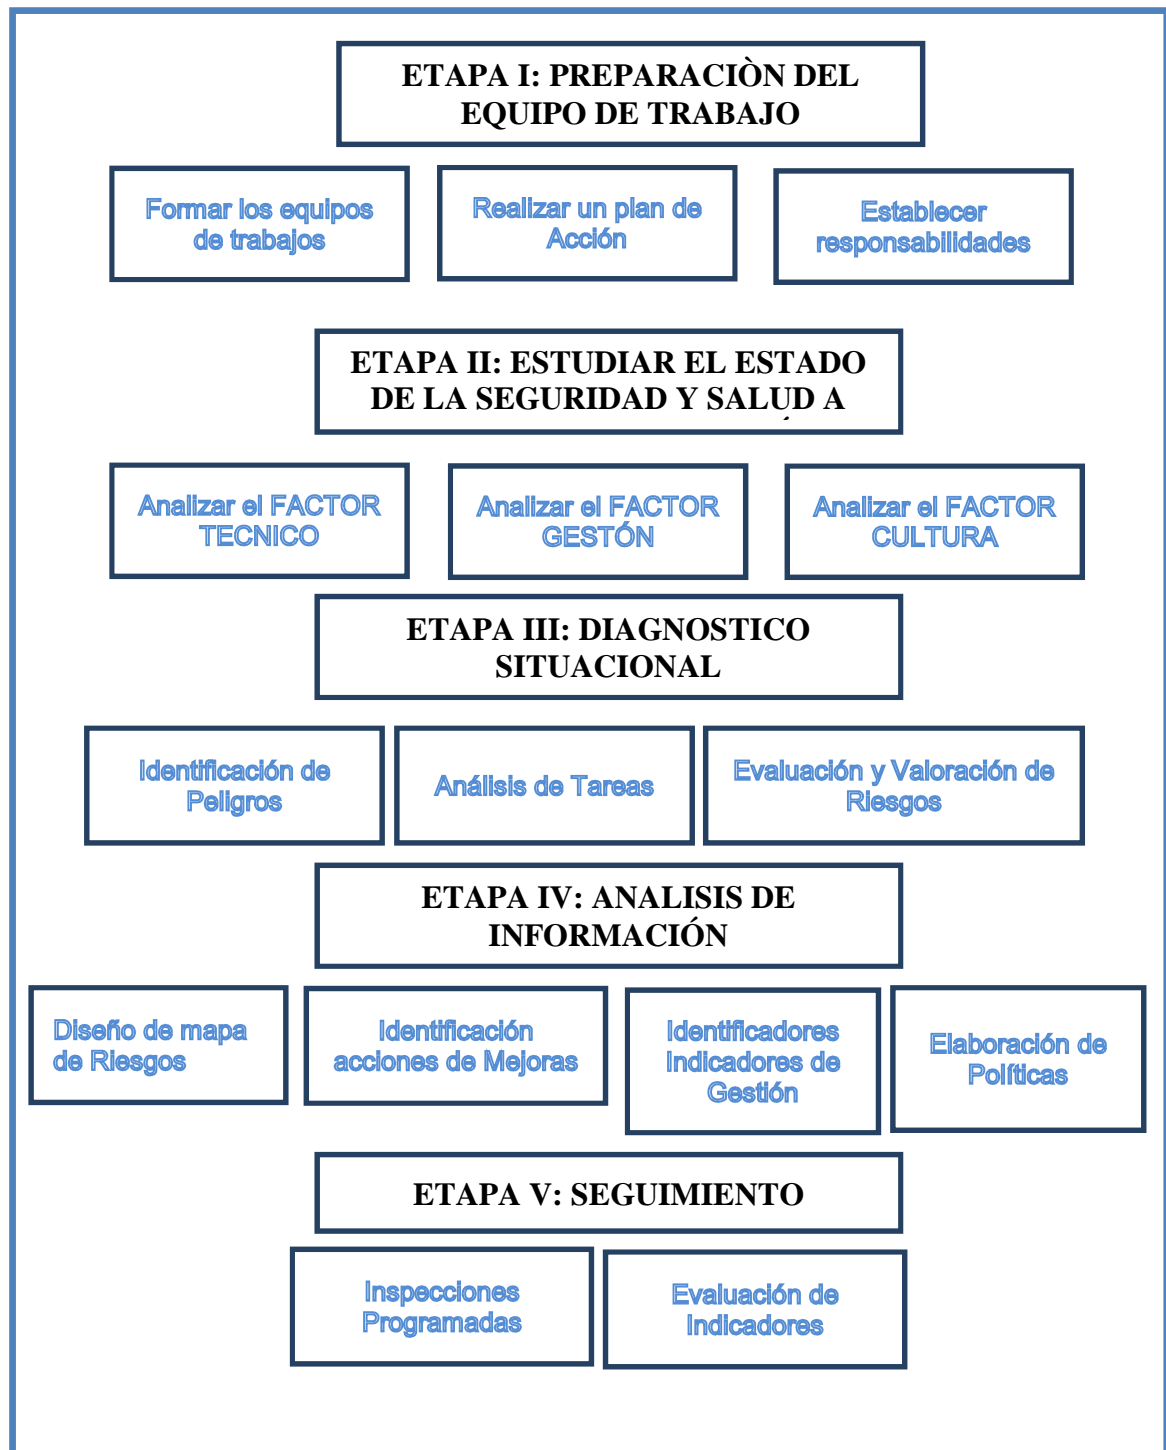 ETAPA I: PREPARACIÒN DEL
EQUIPO DE TRABAJO
Formar los equipos
de trabajos
Realizar un plan de
Acción
Establecer
responsabilidades
ETAPA II: ESTUDIAR EL ESTADO
DE LA SEGURIDAD Y SALUD A
Analizar el FACTOR
TECNICO
Analizar el FACTOR
GESTÓN
Analizar el FACTOR
CULTURA
ETAPA III: DIAGNOSTICO
SITUACIONAL
Identificación de
Peligros
Análisis de Tareas
Evaluación y Valoración de
Riesgos
ETAPA IV: ANALISIS DE
INFORMACIÓN
Diseño de mapa
de Riesgos
Identificación
acciones de Mejoras
Identificadores
Indicadores de
Gestión
Elaboración de
Políticas
ETAPA V: SEGUIMIENTO
Inspecciones
Programadas
Evaluación de
Indicadores